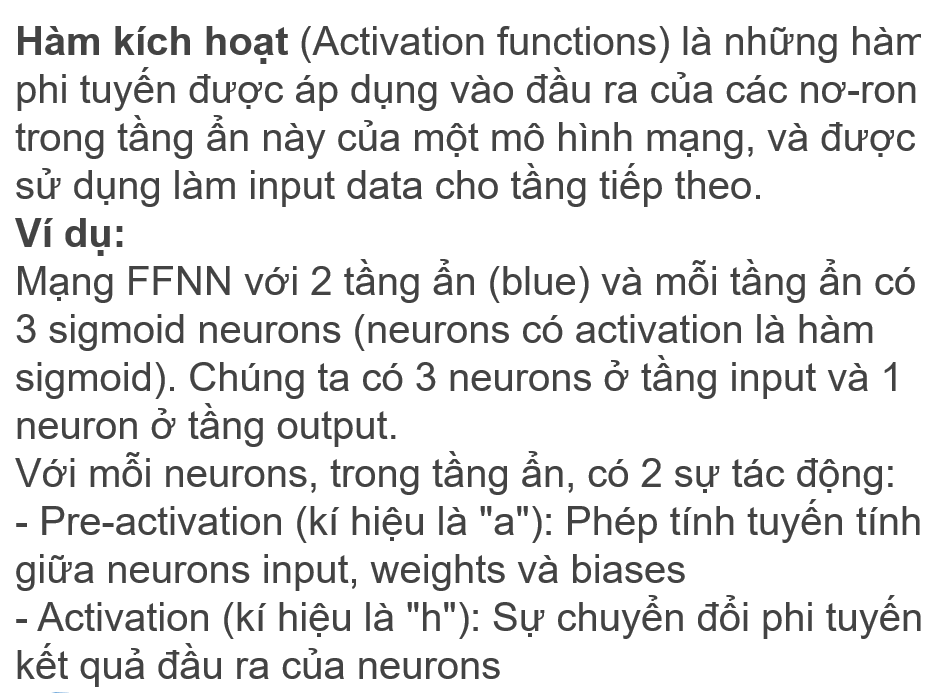 Hàm kích hoạt (Activation functions) là những hàm
phi tuyến được áp dụng vào đầu ra của các nơ-ron
trong tầng ẩn này của một mô hình mạng, và được
sử dụng làm input data cho tầng tiếp theo.
Ví dụ:
Mạng FFNN với 2 tầng ẩn (blue) và mỗi tầng ẩn có
3 sigmoid neurons (neurons có activation là hàm
sigmoid). Chúng ta có 3 neurons ở tầng input và 1
neuron ở tầng output.
Với mỗi neurons, trong tầng ẩn, có 2 sự tác động:
- Pre-activation (kí hiệu là "a"): Phép tính tuyến tính
giữa neurons input, weights và biases
- Activation (kí hiệu là "h"): Sự chuyển đổi phi tuyến
kết quả đầu ra của neurons